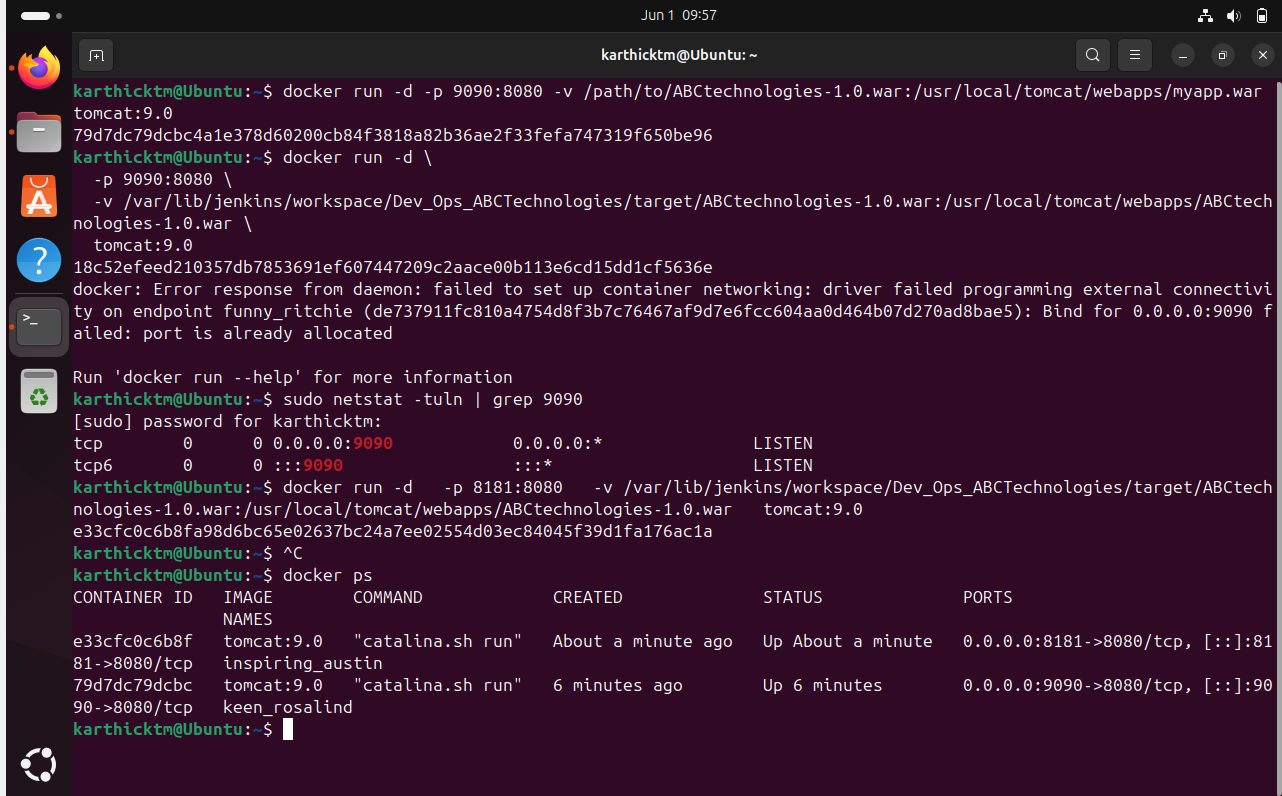 Jun 1 09:57
karthicktm@Ubuntu: ~
karthicktm@Ubuntu:~$ docker run -d -p 9090:8080 -v /path/to/ABCtechnologies-1.0.war:/usr/local/tomcat/webapps/myapp.war
tomcat:9.0
79d7dc79dcbc4a1e378d60200cb84f3818a82b36ae2f33fefa747319f650be96
karthicktm@Ubuntu:~$ docker run -d \
  -p 9090:8080 \
  -v /var/lib/jenkins/workspace/Dev_Ops_ABCTechnologies/target/ABCtechnologies-1.0.war:/usr/local/tomcat/webapps/ABCtech
nologies-1.0.war \
  tomcat:9.0
18c52efeed210357db7853691ef607447209c2aace00b113e6cd15dd1cf5636e
docker: Error response from daemon: failed to set up container networking: driver failed programming external connectivi
ty on endpoint funny_ritchie (de737911fc810a4754d8f3b7c76467af9d7e6fcc604aa0d464b07d270ad8bae5): Bind for 0.0.0.0:9090 f
ailed: port is already allocated
Run 'docker run --help' for more information
karthicktm@Ubuntu:~$ sudo netstat -tuln | grep 9090
[sudo] password for karthicktm:
tcp        0      0 0.0.0.0:9090            0.0.0.0:*               LISTEN
tcp6       0      0 :::9090                 :::*                    LISTEN
karthicktm@Ubuntu:~$ docker run -d   -p 8181:8080   -v /var/lib/jenkins/workspace/Dev_Ops_ABCTechnologies/target/ABCtech
nologies-1.0.war:/usr/local/tomcat/webapps/ABCtechnologies-1.0.war   tomcat:9.0
e33cfc0c6b8fa98d6bc65e02637bc24a7ee02554d03ec84045f39d1fa176ac1a
karthicktm@Ubuntu:~$ ^C
karthicktm@Ubuntu:~$ docker ps
CONTAINER ID   IMAGE        COMMAND             CREATED              STATUS              PORTS
               NAMES
e33cfc0c6b8f   tomcat:9.0   "catalina.sh run"   About a minute ago   Up About a minute   0.0.0.0:8181->8080/tcp, [::]:81
81->8080/tcp   inspiring_austin
79d7dc79dcbc   tomcat:9.0   "catalina.sh run"   6 minutes ago        Up 6 minutes        0.0.0.0:9090->8080/tcp, [::]:90
90->8080/tcp   keen_rosalind
karthicktm@Ubuntu:~$